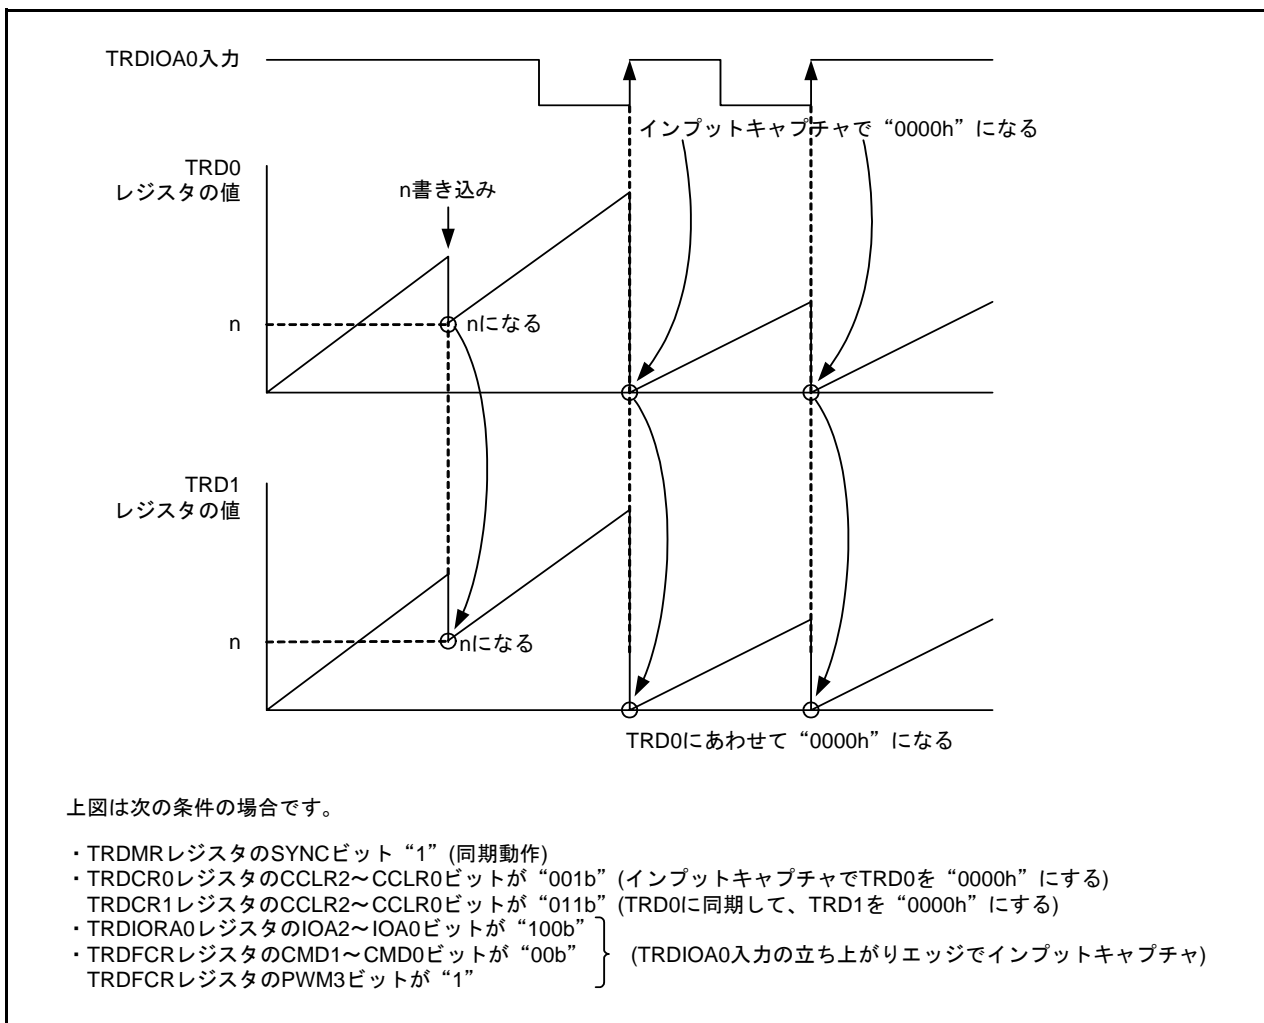 TRDIOA0入力
インプットキャプチャで“0000h”になる
TRD0
レジスタの値
n書き込み
n
nになる
TRD1
レジスタの値
n
nになる
TRD0にあわせて“0000h”になる
上図は次の条件の場合です。
・TRDMRレジスタのSYNCビット“1” (同期動作)
・TRDCR0レジスタのCCLR2～CCLR0ビットが“001b” (インプットキャプチャでTRD0を“0000h”にする)
TRDCR1レジスタのCCLR2～CCLR0ビットが“011b” (TRD0に同期して、TRD1を“0000h”にする)
・TRDIORA0レジスタのIOA2～IOA0ビットが“100b”
・TRDFCRレジスタのCMD1～CMD0ビットが“00b” (TRDIOA0入力の立ち上がりエッジでインプットキャプチャ)
TRDFCRレジスタのPWM3ビットが“1”